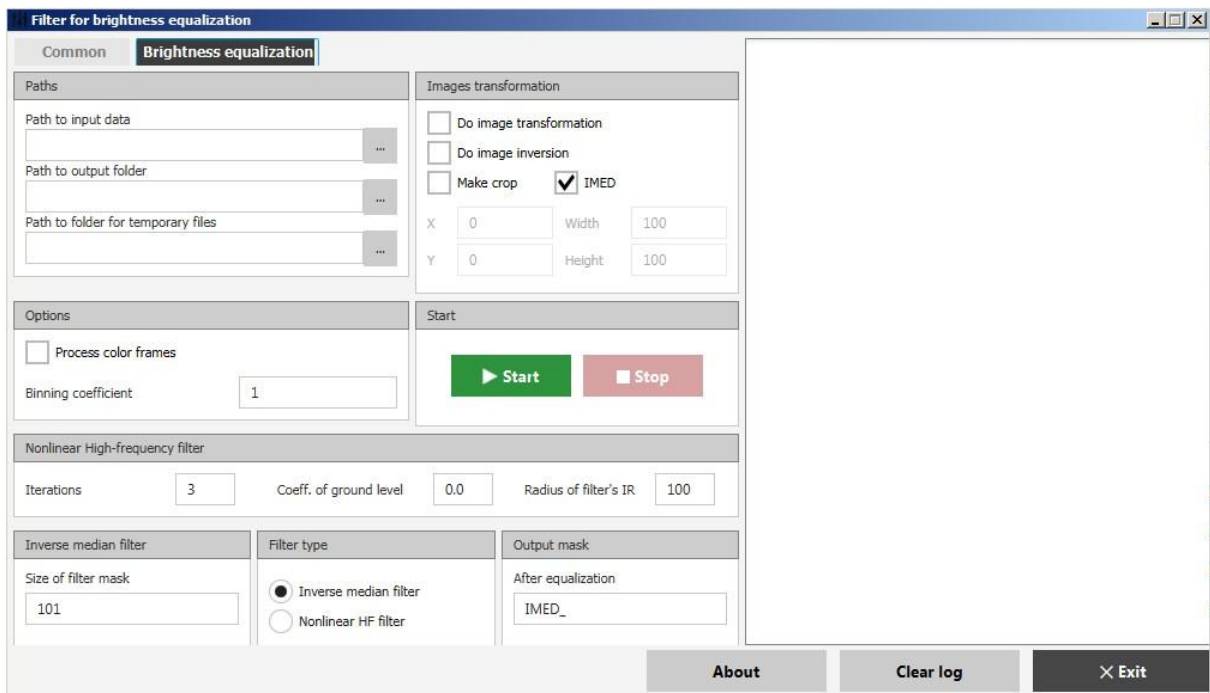 Filter for brightness equalization
Common
Brightness equalization
Paths
Path to input data
...
Path to output folder
...
Path to folder for temporary files
...
Images transformation
Do image transformation
Do image inversion
Make crop
IMED
X
0
Width
100
Y
0
Height
100
Options
Process color frames
Binning coefficient
1
Start
Start
Stop
Nonlinear High-frequency filter
Iterations
3
Coeff. of ground level
0.0
Radius of filter's IR
100
Inverse median filter
Size of filter mask
101
Filter type
Inverse median filter
Nonlinear HF filter
Output mask
After equalization
IMED_
About
Clear log
Exit